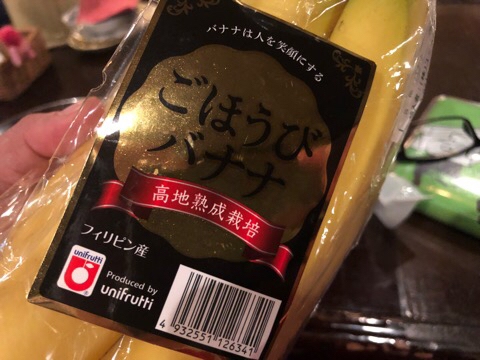 バナナは人を笑顔にする
ごほうび
バナナ
高地熟成栽培
フィリピン産
unifrutti
Produced by
unifrutti
4 932551 126341